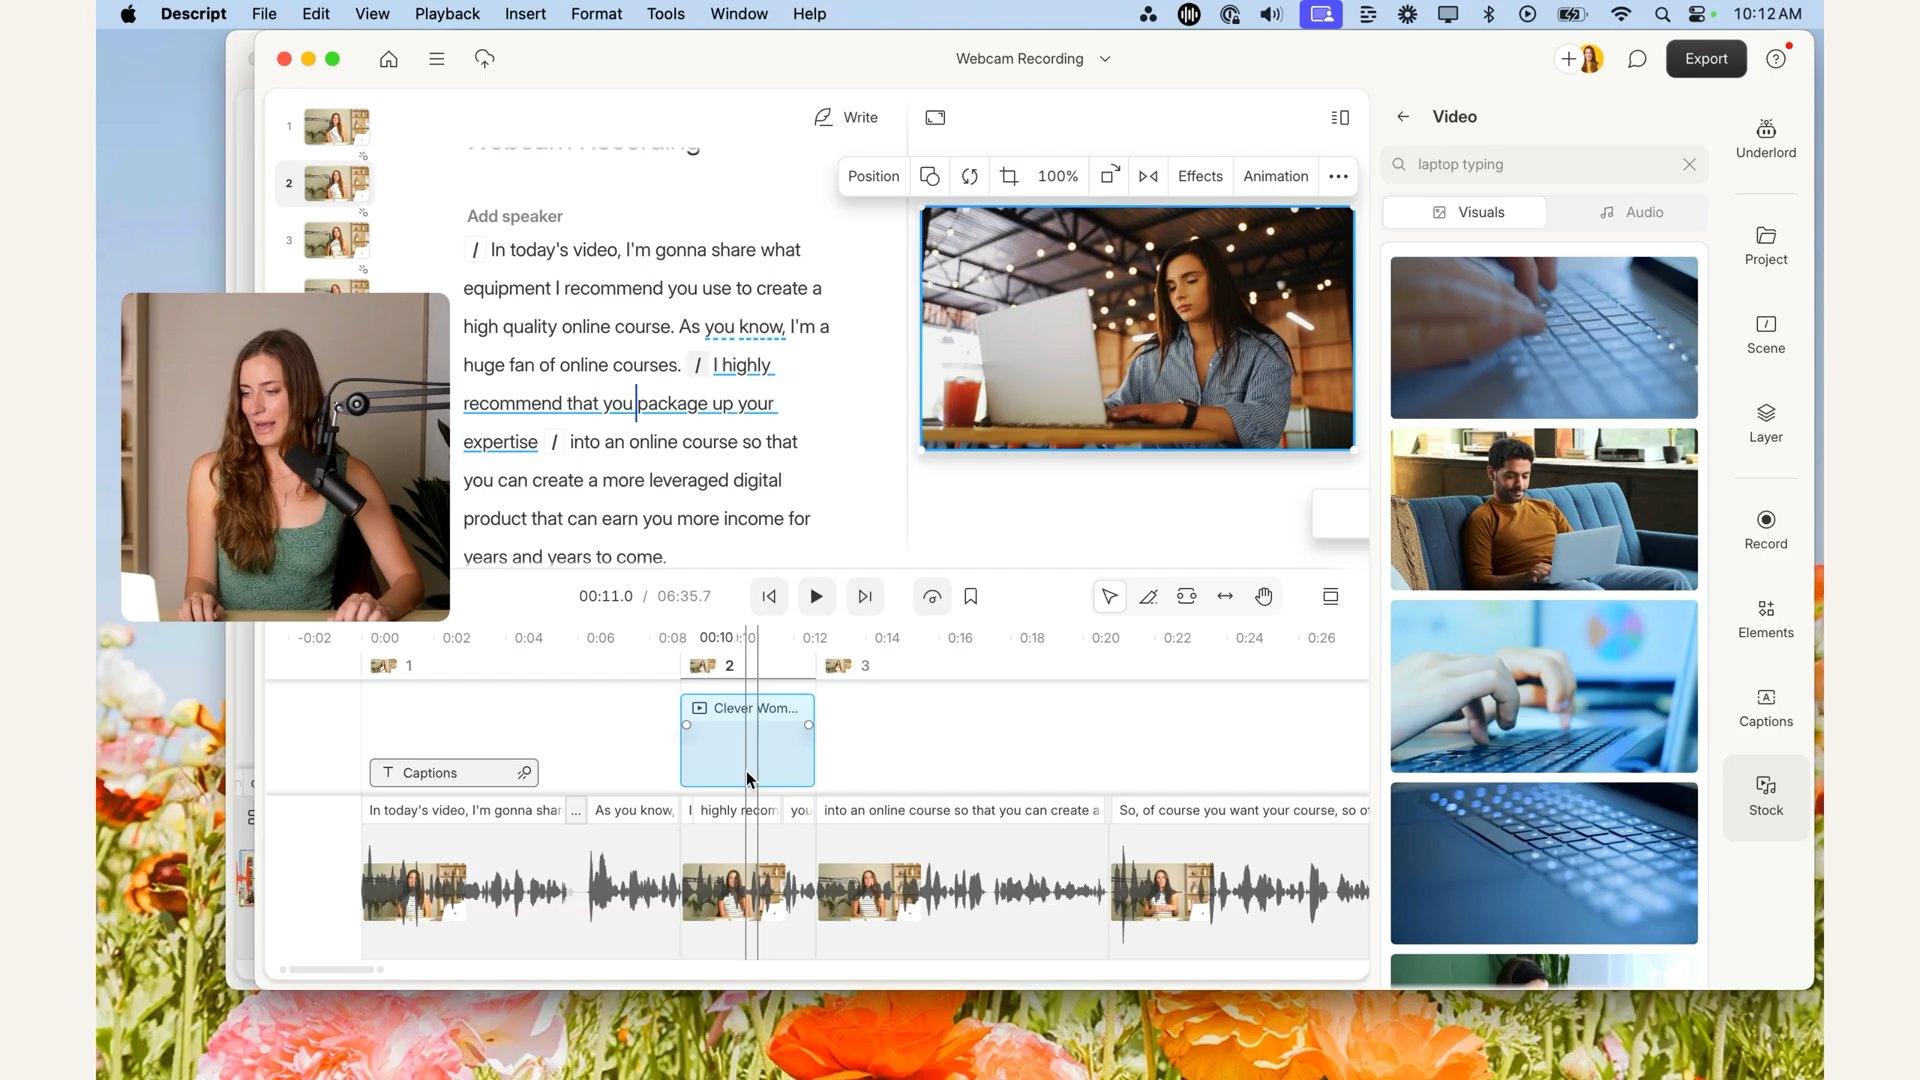 Descript File Edit View Playback Insert Format Tools Window Help 10:12 AM
Webcam Recording
Export
1
2
3
Write
Webcam Recording
Add speaker
/ In today's video, I'm gonna share what
equipment I recommend you use to create a
high quality online course. As you know, I'm a
huge fan of online courses. / I highly
recommend that you package up your
expertise / into an online course so that
you can create a more leveraged digital
product that can earn you more income for
years and years to come.
Position 100% Effects Animation
Video
laptop typing
Visuals Audio
Underlord
Project
Scene
Layer
Record
Elements
Captions
Stock
00:11.0 / 06:35.7
-0:02 0:00 0:02 0:04 0:06 0:08 00:10 0:12 0:14 0:16 0:18 0:20 0:22 0:24 0:26
1 2 3
Clever Wom...
Captions
In today's video, I'm gonna shar ... As you know, I highly recom you into an online course so that you can create a So, of course you want your course, so of